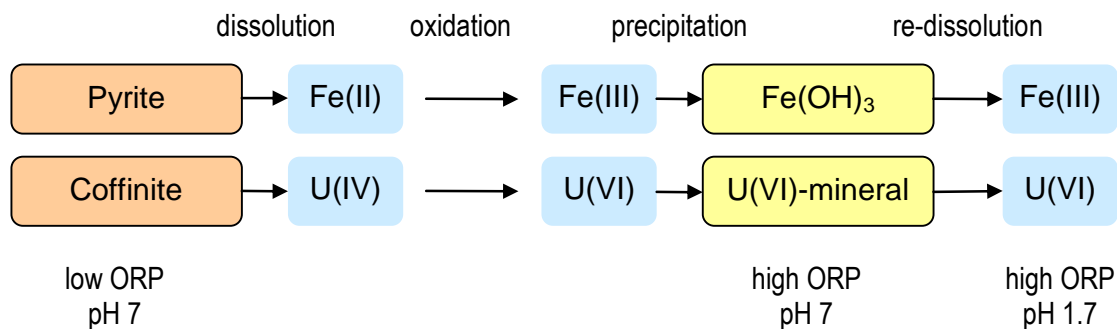 dissolution oxidation precipitation re-dissolution
Pyrite Fe(II) Fe(III) Fe(OH)₃ Fe(III)
Coffinite U(IV) U(VI) U(VI)-mineral U(VI)
low ORP high ORP high ORP
pH 7 pH 7 pH 1.7